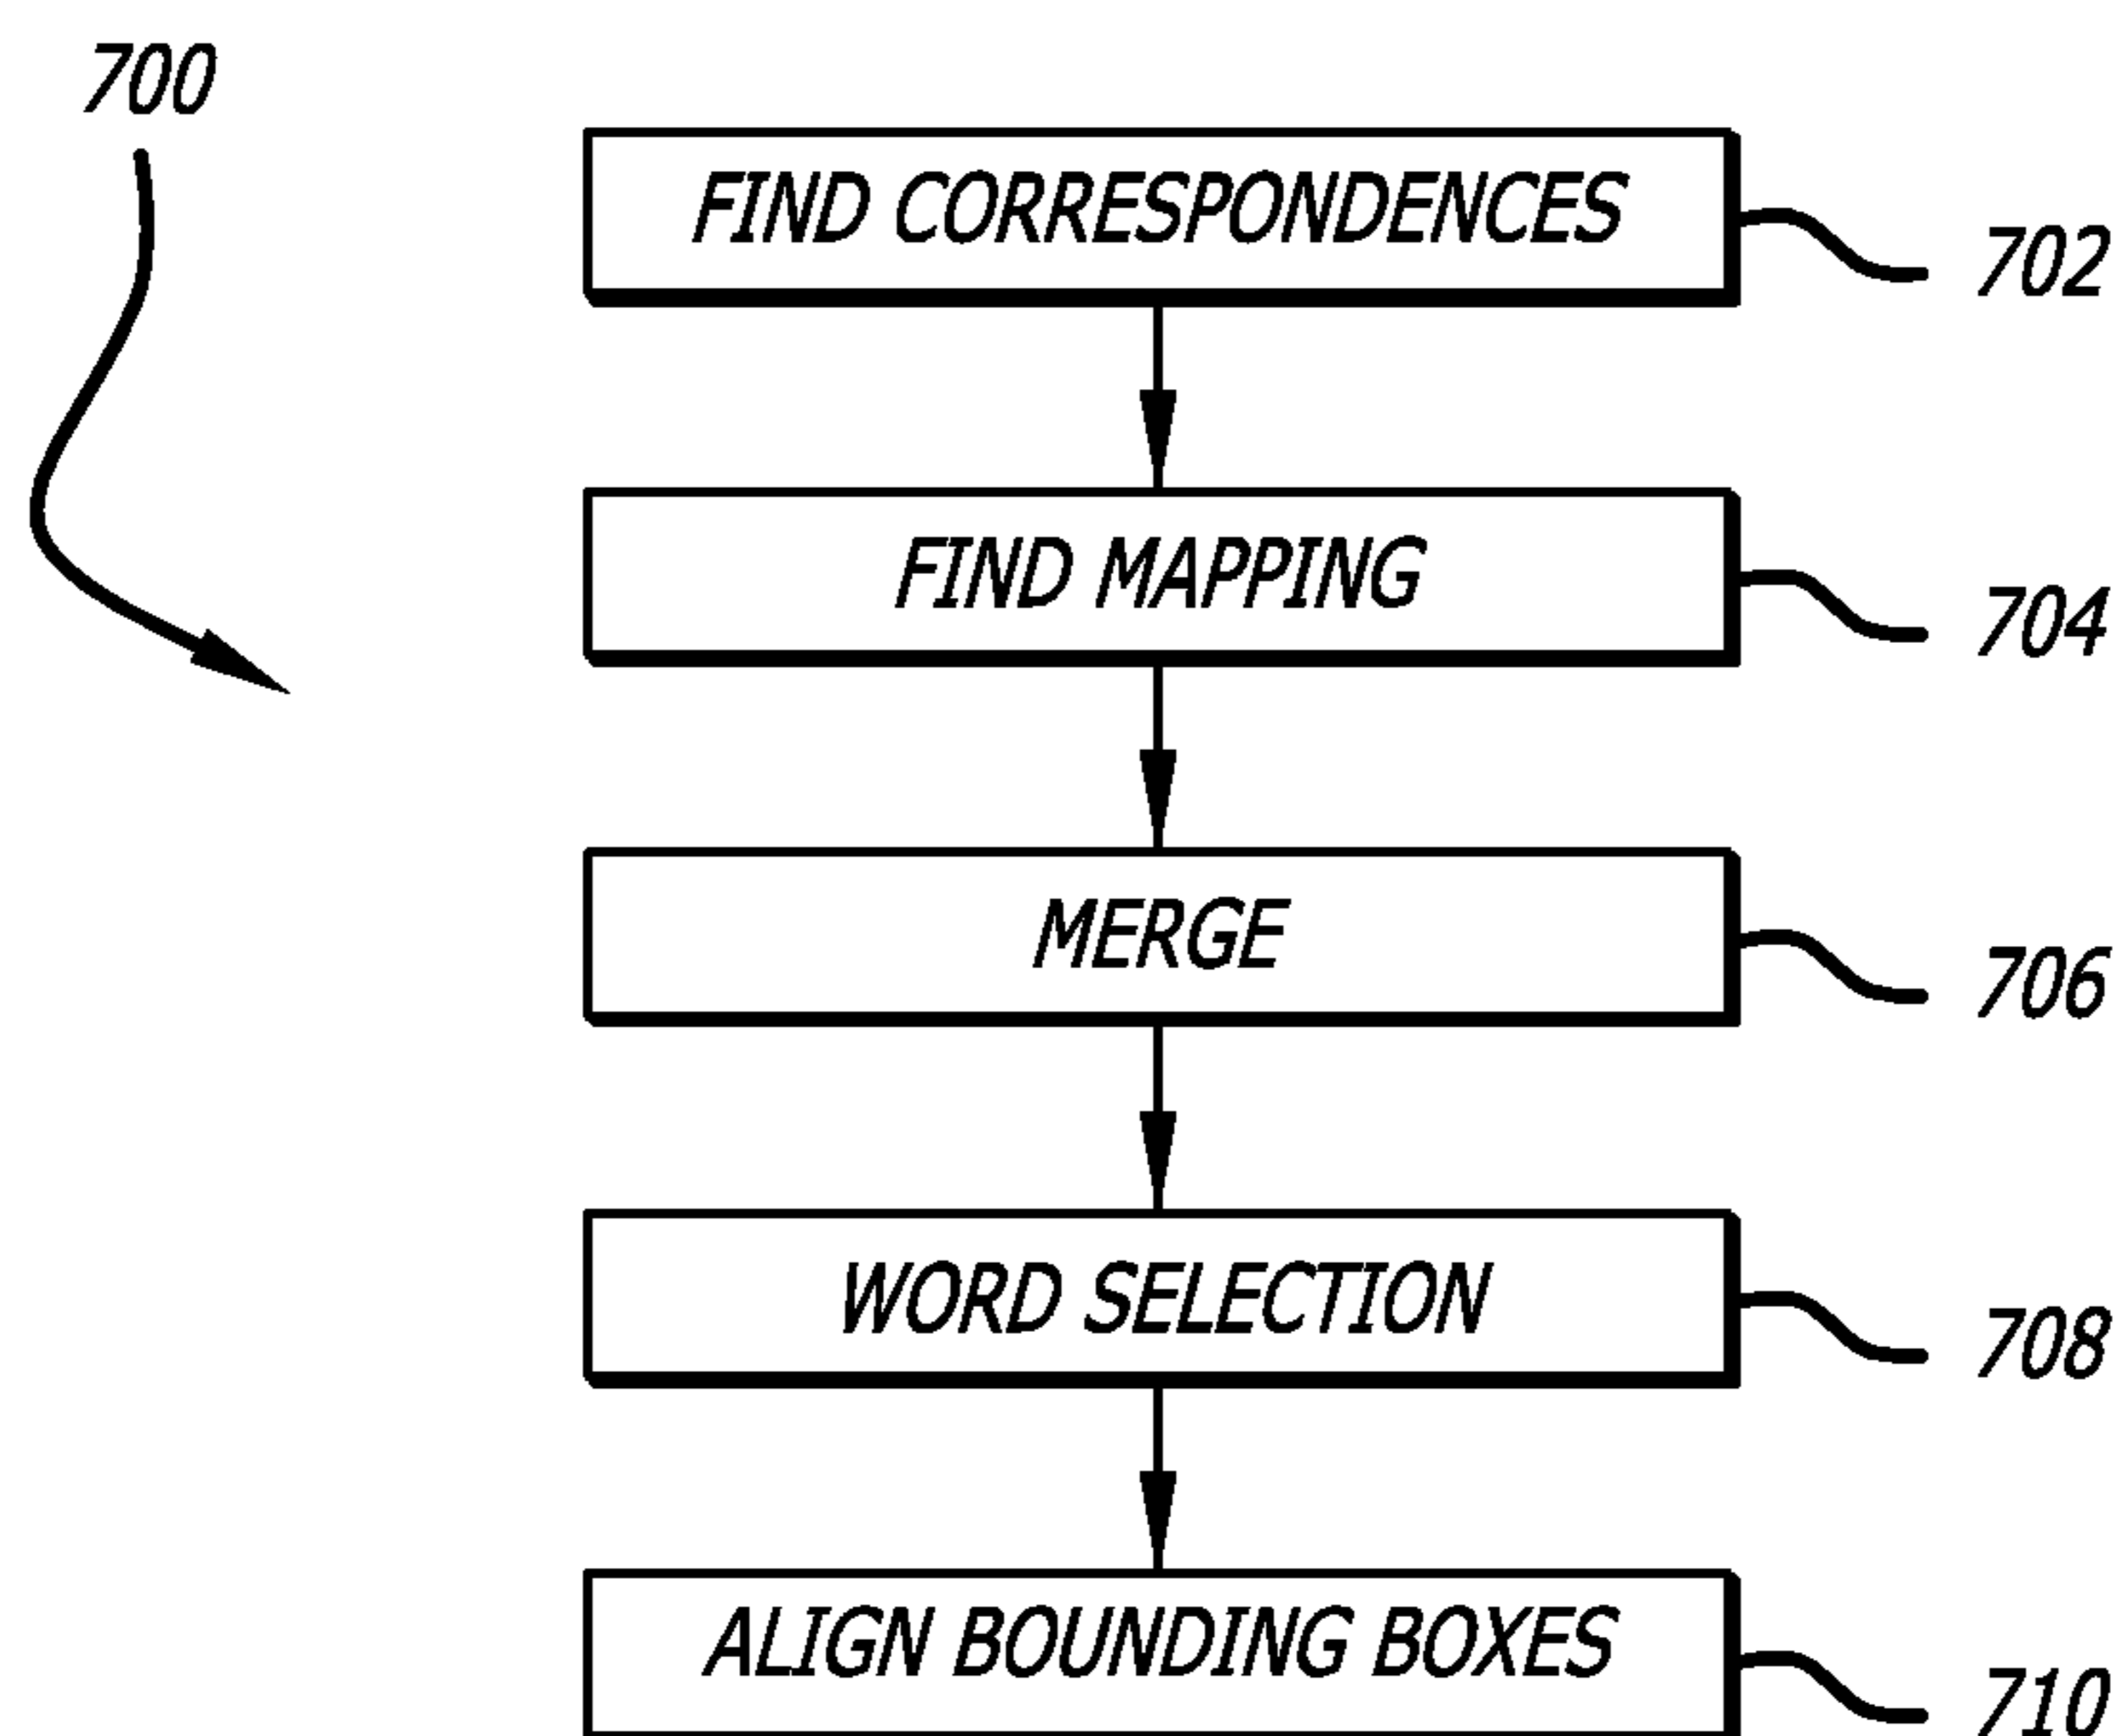 700
FIND CORRESPONDENCES
702
FIND MAPPING
704
MERGE
706
WORD SELECTION
708
ALIGN BOUNDING BOXES
710